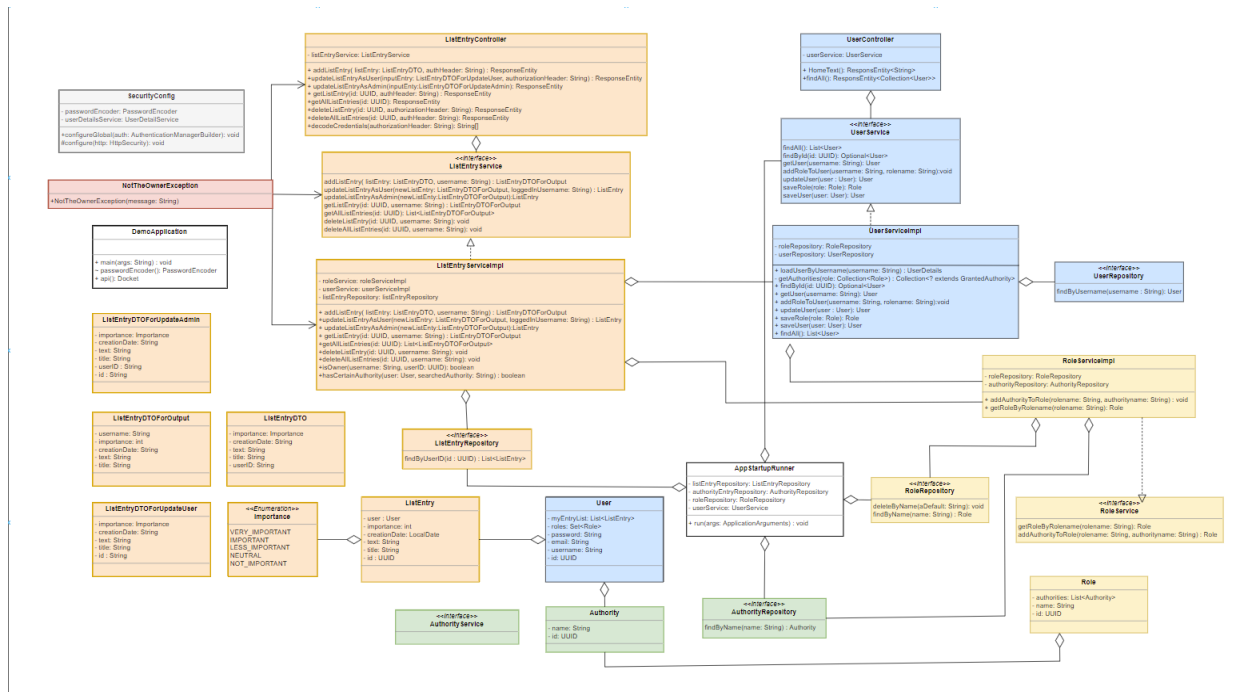 ListEntryController
- listEntryService: ListEntryService
+ addListEntry( listEntry: ListEntryDTO, authHeader: String) : ResponseEntity
+updateListEntryAsUser(inputEntry: ListEntryDTOForUpdateUser, authorizationHeader: String) : ResponseEntity
+ updateListEntryAsAdmin(inputEnty:ListEntryDTOForUpdateAdmin): ResponseEntity
+ getListEntry(id: UUID, authHeader: String) : ResponseEntity
+getAllListEntries(id: UUID): ResponseEntity
+deleteListEntry(id: UUID, authorizationHeader: String): ResponseEntity
+deleteAllListEntries(id: UUID, authHeader: String): ResponseEntity
+decodeCredentials(authorizationHeader: String): String[]
UserController
- userService: UserService
+ HomeTest(): ResponsEntity<String>
+findAll(): ResponsEntity<Collection<User>>
SecurityConfig
- passwordEncoder: PasswordEncoder
- userDetailsService: UserDetailService
+configureGlobal(auth: AuthenticationManagerBuilder): void
#configure(http: HttpSecurity): void
<<interface>>
UserService
findAll(): List<User>
findById(id: UUID): Optional<User>
getUser(username: String): User
addRoleToUser(username: String, rolename: String):void
updateUser(user : User): User
saveRole(role: Role): Role
saveUser(user: User): User
<<interface>>
ListEntryService
addListEntry( listEntry: ListEntryDTO, username: String) : ListEntryDTOForOutput
updateListEntryAsUser(newListEntry: ListEntryDTOForOutput, loggedInUsername: String) : ListEntry
updateListEntryAsAdmin(newListEnty:ListEntryDTOForOutput):ListEntry
getListEntry(id: UUID, username: String) : ListEntryDTOForOutput
getAllListEntries(id: UUID): List<ListEntryDTOForOutput>
deleteListEntry(id: UUID, username: String): void
deleteAllListEntries(id: UUID, username: String): void
NotTheOwnerException
+NotTheOwnerException(message: String)
DemoApplication
+ main(args: String) : void
~ passwordEncoder(): PasswordEncoder
+ api(): Docket
UserServiceImpl
- roleRepository: RoleRepository
- userRepository: UserRepository
+ loadUserByUsername(username: String) : UserDetails
- getAuthorities(role: Collection<Role>) : Collection<? extends GrantedAuthority>
+ findById(id: UUID): Optional<User>
+ getUser(username: String): User
+ addRoleToUser(username: String, rolename: String):void
+ updateUser(user : User): User
+ saveRole(role: Role): Role
+ saveUser(user: User): User
+ findAll(): List<User>
<<interface>>
UserRepository
findByUsername(username : String): User
ListEntryServiceImpl
- roleService: roleServiceImpl
- userService: userServiceImpl
- listEntryRepository: listEntryRepository
+ addListEntry( listEntry: ListEntryDTO, username: String) : ListEntryDTOForOutput
+updateListEntryAsUser(newListEntry: ListEntryDTOForOutput, loggedInUsername: String) : ListEntry
+ updateListEntryAsAdmin(newListEnty:ListEntryDTOForOutput):ListEntry
+ getListEntry(id: UUID, username: String) : ListEntryDTOForOutput
+getAllListEntries(id: UUID): List<ListEntryDTOForOutput>
+deleteListEntry(id: UUID, username: String): void
+deleteAllListEntries(id: UUID, username: String): void
+isOwner(username: String, userID: UUID): boolean
+hasCertainAuthority(user: User, searchedAuthority: String) : boolean
ListEntryDTOForUpdateAdmin
- importance: Importance
- creationDate: String
- text: String
- title: String
- userID : String
- id : String
RoleServiceImpl
- roleRepository: RoleRepository
- authorityRepository: AuthorityRepository
+ addAuthorityToRole(rolename: String, authorityname: String) : void
+ getRoleByRolename(rolename: String): Role
ListEntryDTOForOutput
- username: String
- importance: int
- creationDate: String
- text: String
- title: String
ListEntryDTO
- importance: Importance
- creationDate: String
- text: String
- title: String
- userID: String
<<interface>>
ListEntryRepository
findByUserID(id : UUID) : List<ListEntry>
AppStartupRunner
- listEntryRepository: ListEntryRepository
- authorityEntryRepository: AuthorityRepository
- roleRepository: RoleRepository
- userService: UserService
+ run(args: ApplicationArguments) : void
<<interface>>
RoleRepository
deleteByName(aDefault: String): void
findByName(name: String) : Role
<<interface>>
RoleService
getRoleByRolename(rolename: String): Role
addAuthorityToRole(rolename: String, authorityname: String) : Role
ListEntryDTOForUpdateUser
- importance: Importance
- creationDate: String
- text: String
- title: String
- id : String
<<Enumeration>>
Importance
VERY_IMPORTANT
IMPORTANT
LESS_IMPORTANT
NEUTRAL
NOT_IMPORTANT
ListEntry
- user : User
- importance: int
- creationDate: LocalDate
- text: String
- title: String
- id : UUID
User
- myEntryList: List<ListEntry>
- roles: Set<Role>
- password: String
- email: String
- username: String
- id: UUID
<<interface>>
AuthorityService
Authority
- name: String
- id: UUID
<<interface>>
AuthorityRepository
findByName(name: String) : Authority
Role
- authorities: List<Authority>
- name: String
- id: UUID